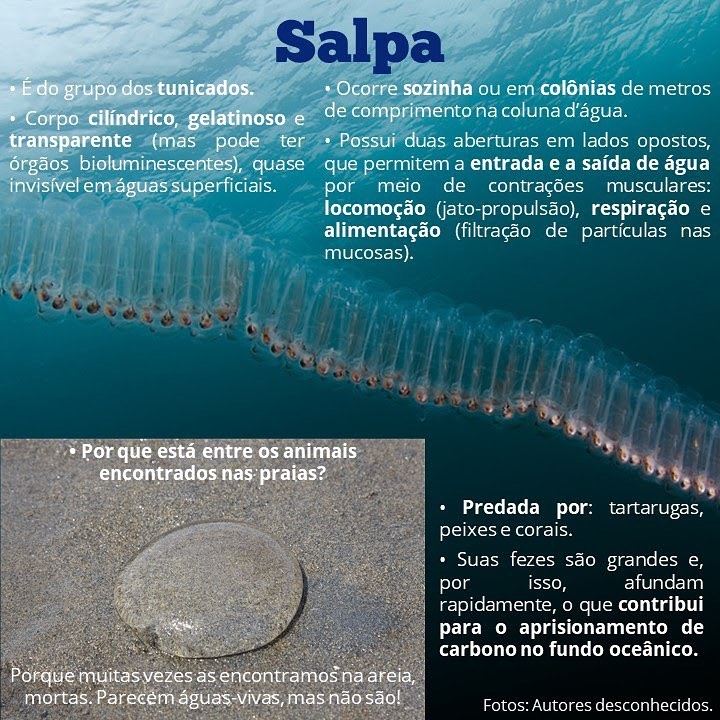 Salpa
• É do grupo dos tunicados.
• Corpo cilíndrico, gelatinoso e
transparente (mas pode ter
órgãos bioluminescentes), quase
invisível em águas superficiais.
• Ocorre sozinha ou em colônias de metros
de comprimento na coluna d'água.
• Possui duas aberturas em lados opostos,
que permitem a entrada e a saída de água
por meio de contrações musculares:
locomoção (jato-propulsão), respiração e
alimentação (filtração de partículas nas
mucosas).
• Por que está entre os animais
encontrados nas praias?
Porque muitas vezes as encontramos na areia,
mortas. Parecem águas-vivas, mas não são!
• Predada por: tartarugas,
peixes e corais.
• Suas fezes são grandes e,
por isso, afundam
rapidamente, o que contribui
para o aprisionamento de
carbono no fundo oceânico.
Fotos: Autores desconhecidos.